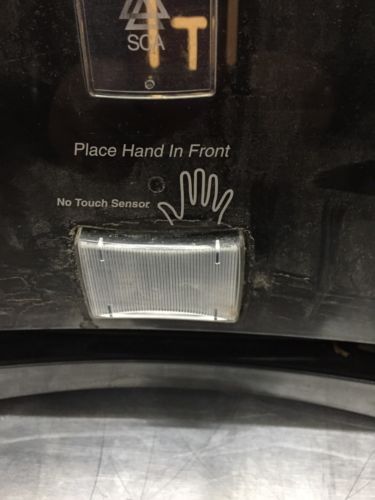 SCA
Place Hand In Front
No Touch Sensor